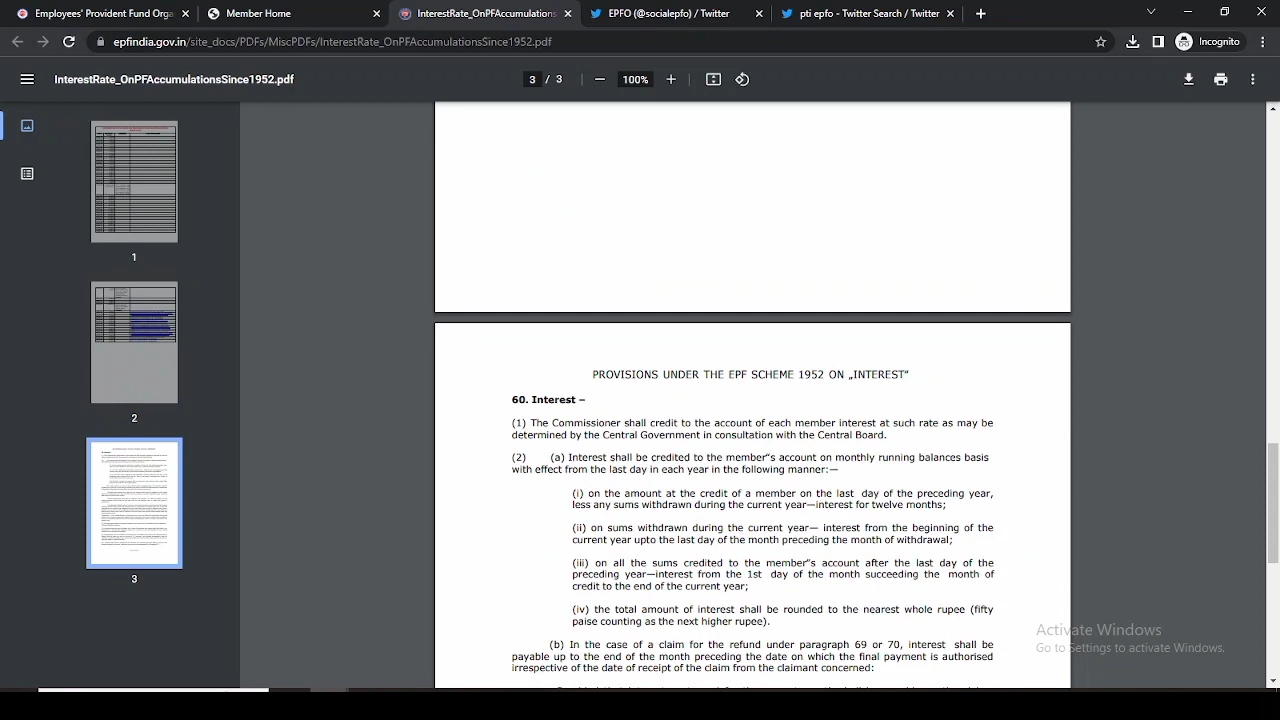 Employees' Provident Fund Orga
Member Home
InterestRate_OnPFAccumulations
EPFO (@socialepfo) / Twitter
pti epfo - Twitter Search / Twitter
epfindia.gov.in/site_docs/PDFs/MiscPDFs/InterestRate_OnPFAccumulationsSince1952.pdf
Incognito
InterestRate_OnPFAccumulationsSince1952.pdf
3 / 3
100%
1
2
3
PROVISIONS UNDER THE EPF SCHEME 1952 ON „INTEREST"
60. Interest –
(1) The Commissioner shall credit to the account of each member interest at such rate as may be
determined by the Central Government in consultation with the Central Board.
(2) (a) Interest shall be credited to the member"s account on monthly running balances basis
with effect from the last day in each year in the following manner:—
(i) on the amount at the credit of a member on the last day of the preceding year,
less any sums withdrawn during the current year—interest for twelve months;
(ii) on sums withdrawn during the current year— interest from the beginning of the
current year upto the last day of the month preceding the month of withdrawal;
(iii) on all the sums credited to the member"s account after the last day of the
preceding year—interest from the 1st day of the month succeeding the month of
credit to the end of the current year;
(iv) the total amount of interest shall be rounded to the nearest whole rupee (fifty
paise counting as the next higher rupee).
(b) In the case of a claim for the refund under paragraph 69 or 70, interest shall be
payable up to the end of the month preceding the date on which the final payment is authorised
irrespective of the date of receipt of the claim from the claimant concerned:
Activate Windows
Go to Settings to activate Windows.